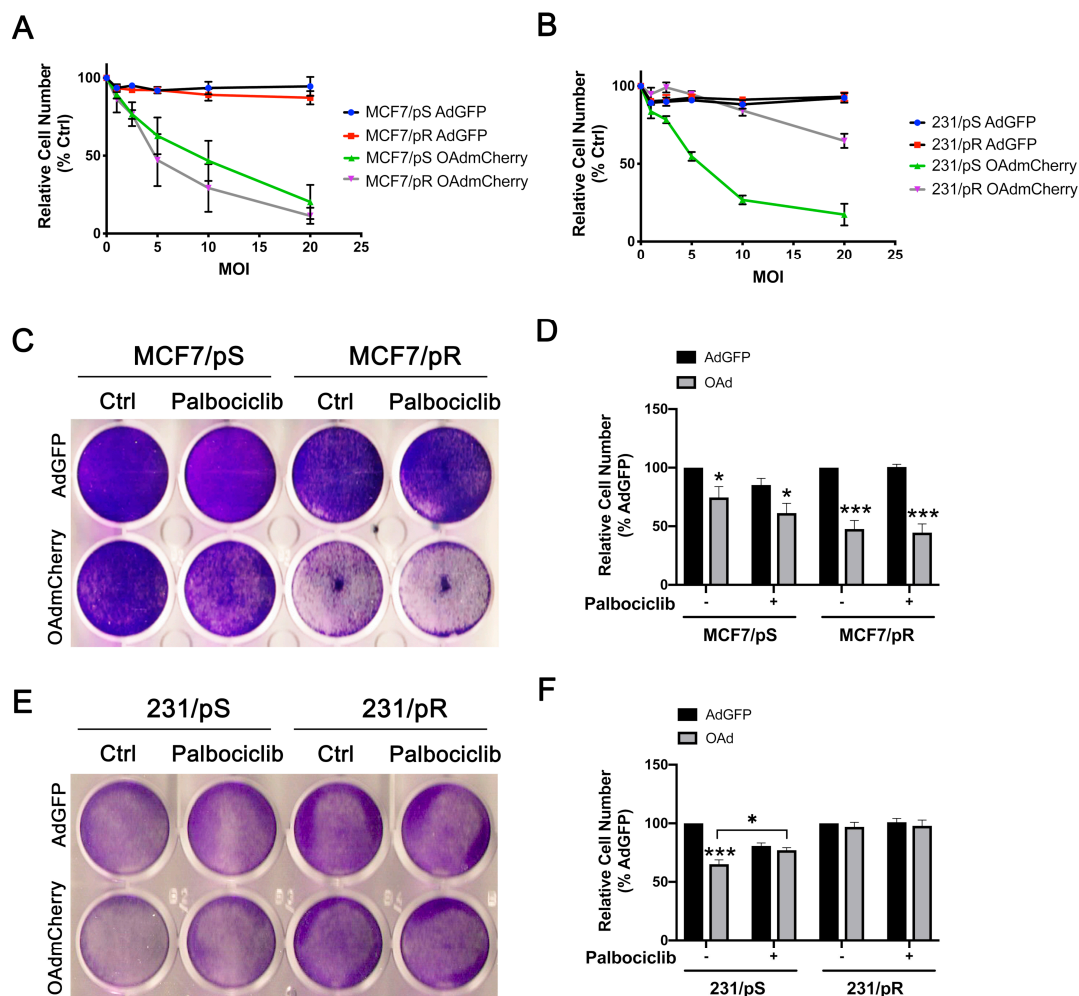 A
Relative Cell Number
(% Ctrl)
100
50
0
0 5 10 15 20 25
MOI
MCF7/pS AdGFP
MCF7/pR AdGFP
MCF7/pS OAdmCherry
MCF7/pR OAdmCherry
B
Relative Cell Number
(% Ctrl)
100
50
0
0 5 10 15 20 25
MOI
231/pS AdGFP
231/pR AdGFP
231/pS OAdmCherry
231/pR OAdmCherry
C
MCF7/pS MCF7/pR
Ctrl Palbociclib Ctrl Palbociclib
AdGFP
OAdmCherry
D
AdGFP
OAd
Relative Cell Number
(% AdGFP)
150
100
50
0
* * *** ***
Palbociclib - + - +
MCF7/pS MCF7/pR
E
231/pS 231/pR
Ctrl Palbociclib Ctrl Palbociclib
AdGFP
OAdmCherry
F
AdGFP
OAd
Relative Cell Number
(% AdGFP)
150
100
50
0
*
***
Palbociclib - + - +
231/pS 231/pR